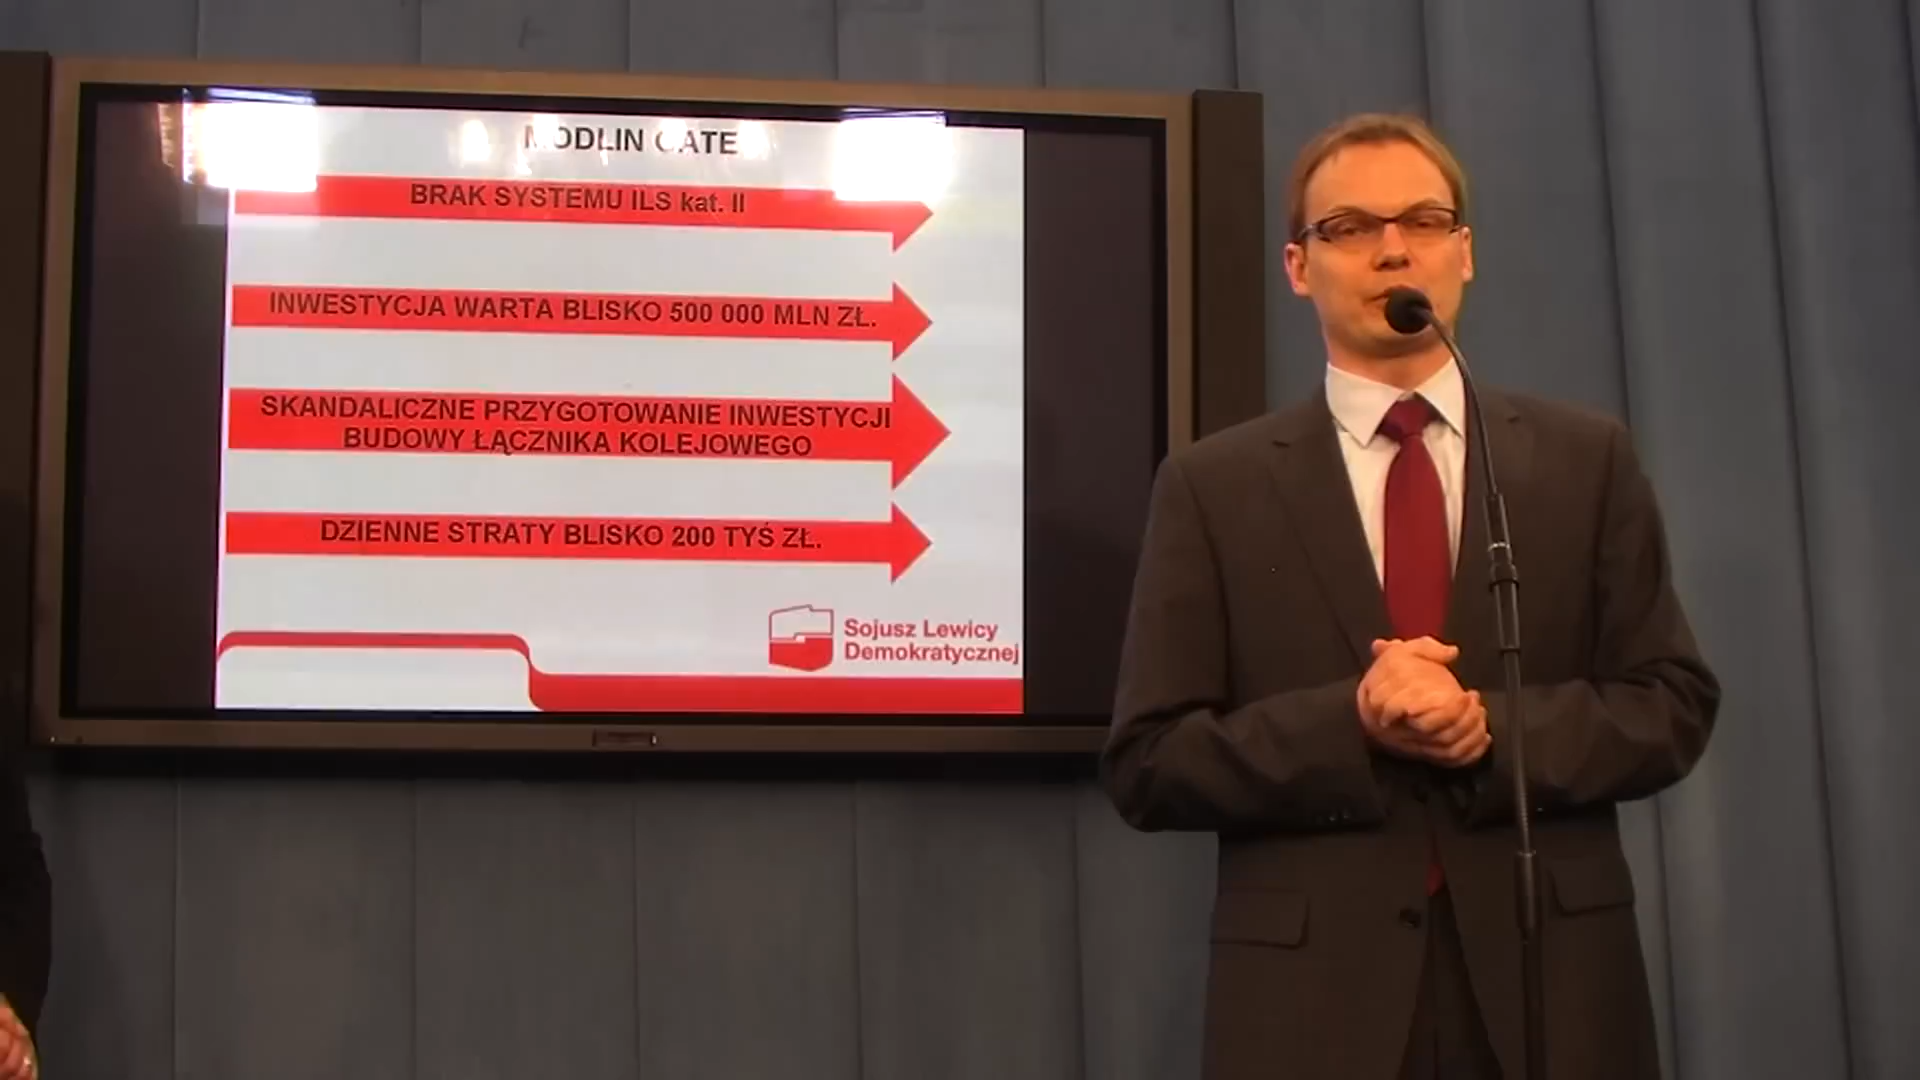 MODLIN GATE
BRAK SYSTEMU ILS kat. II
INWESTYCJA WARTA BLISKO 500 000 MLN ZŁ.
SKANDALICZNE PRZYGOTOWANIE INWESTYCJI
BUDOWY ŁĄCZNIKA KOLEJOWEGO
DZIENNE STRATY BLISKO 200 TYŚ ZŁ.
Sojusz Lewicy
Demokratycznej